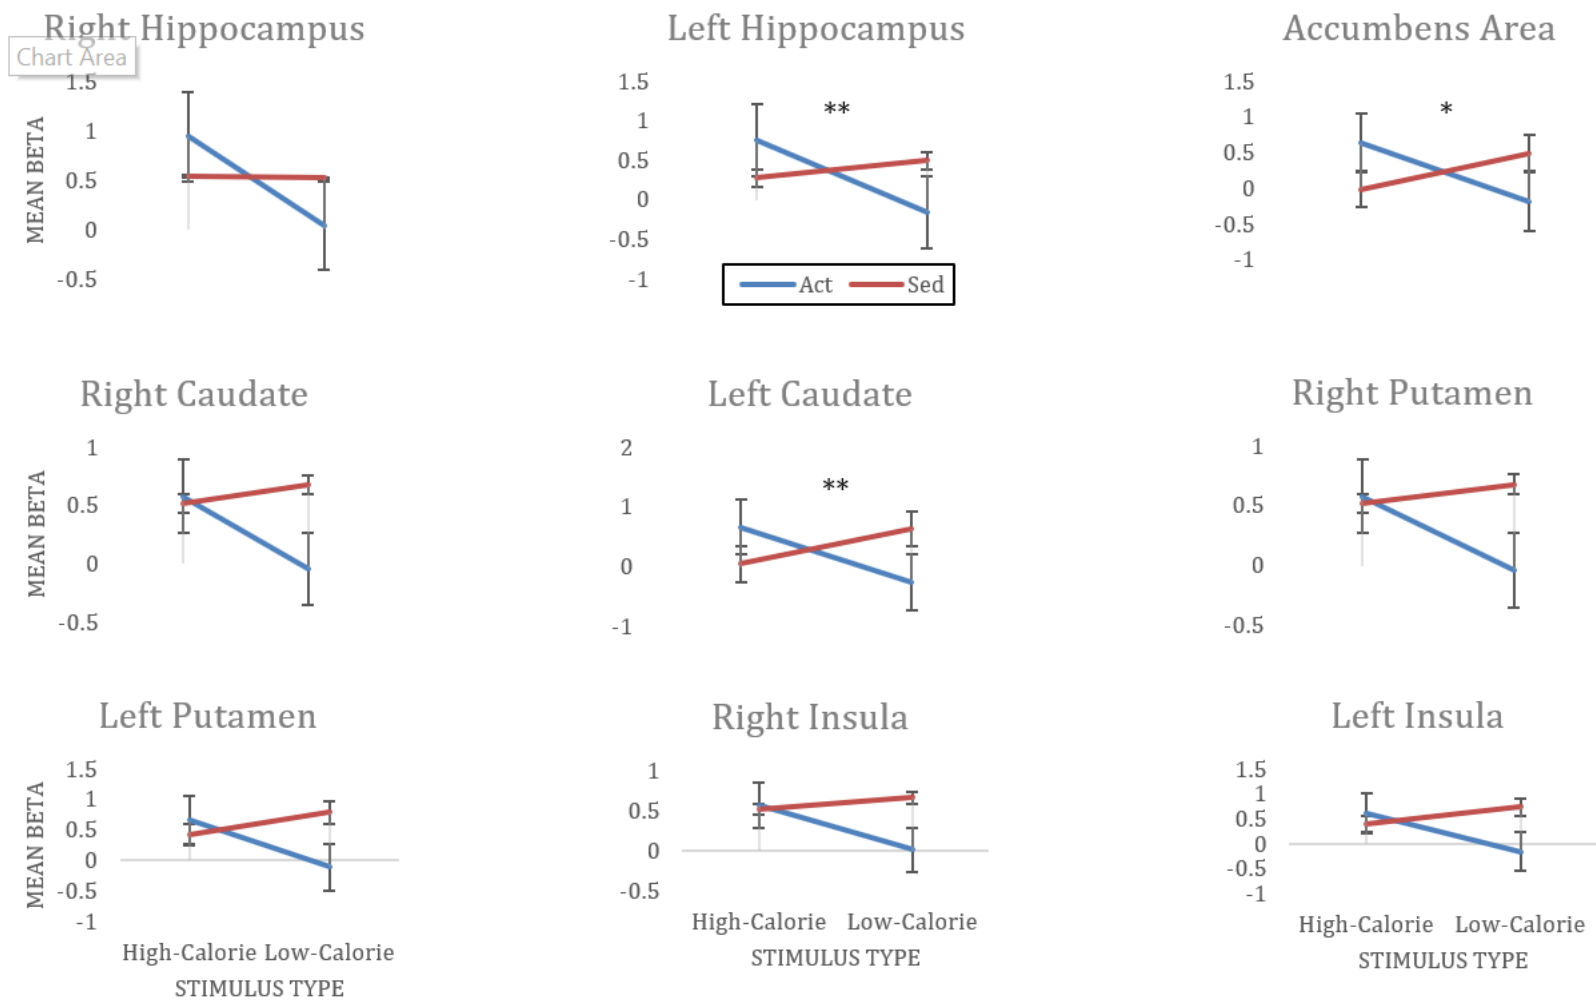 Right Hippocampus
Chart Area
1.5
1
0.5
0
-0.5
MEAN BETA
Left Hippocampus
1.5
1
0.5
0
-0.5
-1
**
Act Sed
Accumbens Area
1.5
1
0.5
0
-0.5
-1
*
Right Caudate
1
0.5
0
-0.5
MEAN BETA
Left Caudate
2
1
0
-1
**
Right Putamen
1
0.5
0
-0.5
Left Putamen
1.5
1
0.5
0
-0.5
-1
MEAN BETA
High-Calorie Low-Calorie
STIMULUS TYPE
Right Insula
1
0.5
0
-0.5
High-Calorie Low-Calorie
STIMULUS TYPE
Left Insula
1.5
1
0.5
0
-0.5
-1
High-Calorie Low-Calorie
STIMULUS TYPE